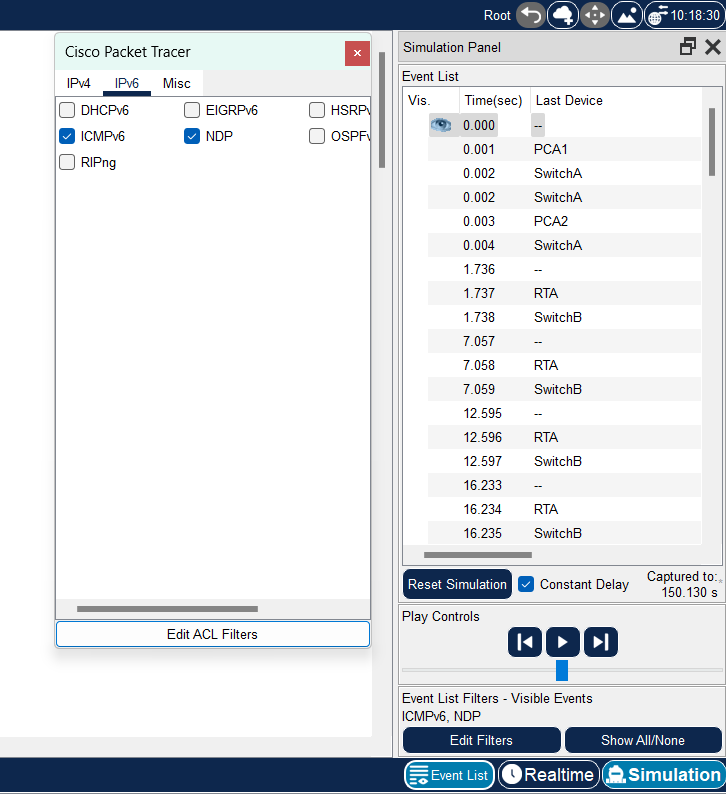 Root 10:18:30
Cisco Packet Tracer
IPv4 IPv6 Misc
DHCPv6 EIGRPv6 HSRPv
ICMPv6 NDP OSPFv
RIPng
Edit ACL Filters
Simulation Panel
Event List
Vis. Time(sec) Last Device
0.000 --
0.001 PCA1
0.002 SwitchA
0.002 SwitchA
0.003 PCA2
0.004 SwitchA
1.736 --
1.737 RTA
1.738 SwitchB
7.057 --
7.058 RTA
7.059 SwitchB
12.595 --
12.596 RTA
12.597 SwitchB
16.233 --
16.234 RTA
16.235 SwitchB
Reset Simulation Constant Delay Captured to:*
150.130 s
Play Controls
Event List Filters - Visible Events
ICMPv6, NDP
Edit Filters Show All/None
Event List Realtime Simulation